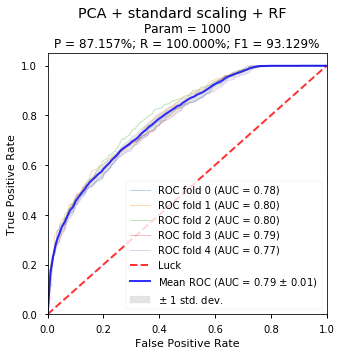 PCA + standard scaling + RF
Param = 1000
P = 87.157%; R = 100.000%; F1 = 93.129%
True Positive Rate
1.0
0.8
0.6
0.4
0.2
0.0
ROC fold 0 (AUC = 0.78)
ROC fold 1 (AUC = 0.80)
ROC fold 2 (AUC = 0.80)
ROC fold 3 (AUC = 0.79)
ROC fold 4 (AUC = 0.77)
Luck
Mean ROC (AUC = 0.79 ± 0.01)
± 1 std. dev.
0.0 0.2 0.4 0.6 0.8 1.0
False Positive Rate